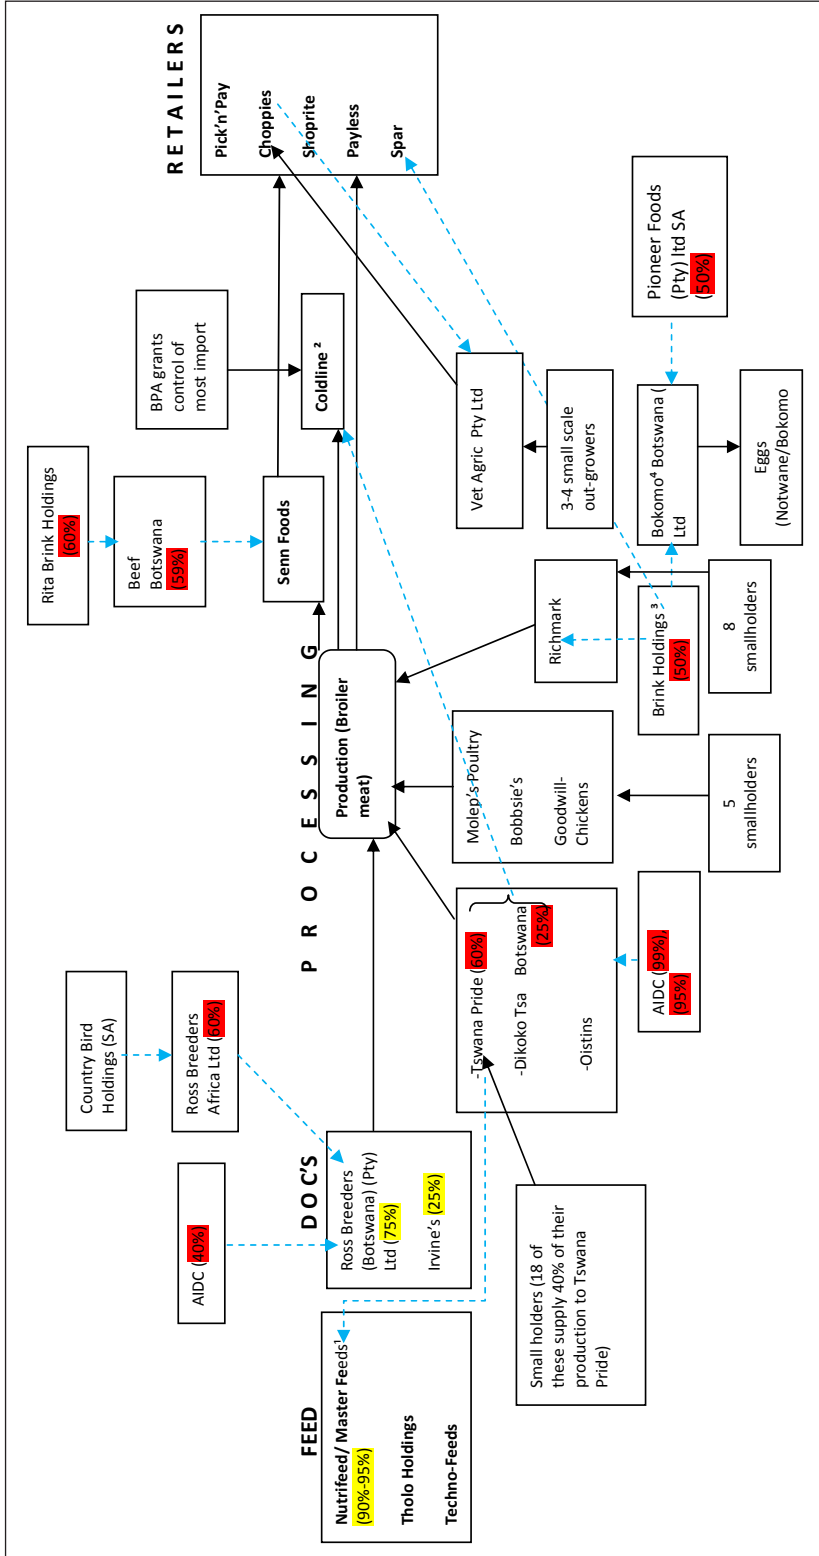 FEED
Nutrifeed/ Master Feeds¹
(90%-95%)
Tholo Holdings
Techno-Feeds
DOC'S
Ross Breeders
(Botswana) (Pty)
Ltd (75%)
Irvine's (25%)
AIDC (40%)
Country Bird
Holdings (SA)
Ross Breeders
Africa Ltd (60%)
Small holders (18 of
these supply 40% of their
production to Tswana
Pride)
PROCESSING
-Tswana Pride (60%)
-Dikoko Tsa Botswana
(25%)
-Oistins
AIDC (99%),
(95%)
Production (Broiler
meat)
Molep's Poultry
Bobbsie's
Goodwill-
Chickens
5
smallholders
Richmark
Brink Holdings ³
(50%)
8
smallholders
Rita Brink Holdings
(60%)
Beef
Botswana
(59%)
Senn Foods
BPA grants
control of
most import
Coldline ²
Vet Agric Pty Ltd
3-4 small scale
out-growers
Bokomo⁴ Botswana (
Ltd
Eggs
(Notwane/Bokomo
Pioneer Foods
(Pty) ltd SA
(50%)
RETAILERS
Pick'n'Pay
Choppies
Shoprite
Payless
Spar